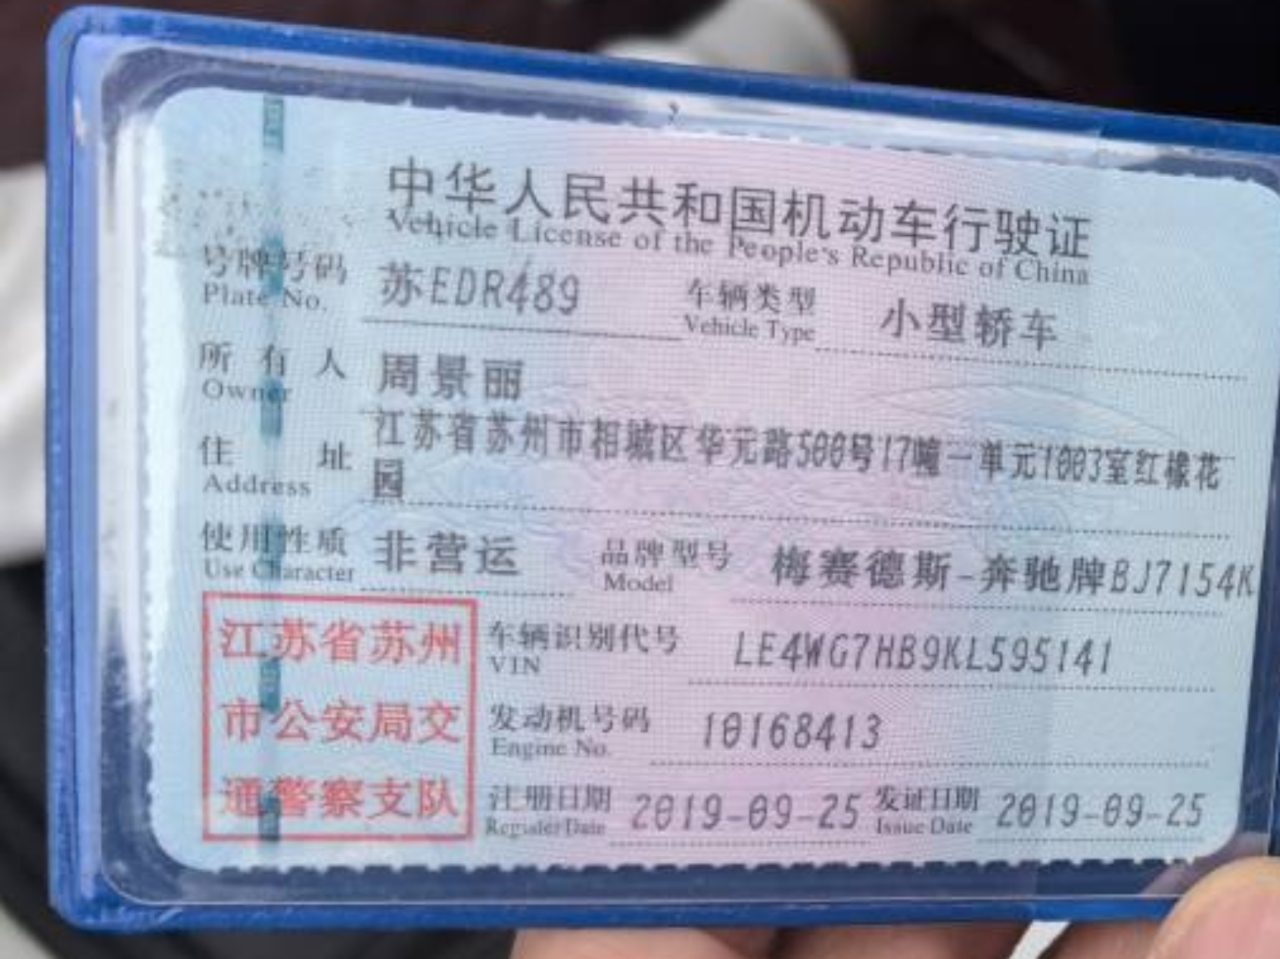 中华人民共和国机动车行驶证
Vehicle License of the People's Republic of China
号牌号码 苏EDR489 车辆类型 小型轿车
Plate No. Vehicle Type
所有人 周景丽
Owner
住址 江苏省苏州市相城区华元路500号17幢一单元1003室红橡花
Address 园
使用性质 非营运 品牌型号 梅赛德斯-奔驰牌BJ7154K
Use Character Model
江苏省苏州
市公安局交
通警察支队
车辆识别代号 LE4WG7HB9KL595141
VIN
发动机号码 10168413
Engine No.
注册日期 2019-09-25 发证日期 2019-09-25
Register Date Issue Date